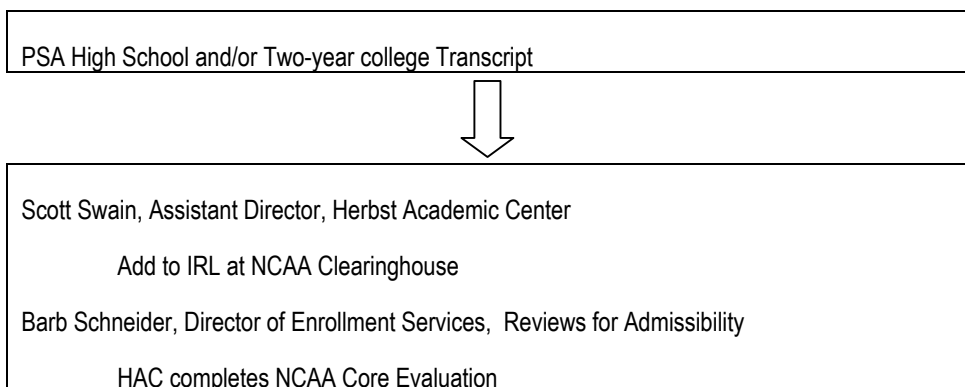 PSA High School and/or Two-year college Transcript
Scott Swain, Assistant Director, Herbst Academic Center
Add to IRL at NCAA Clearinghouse
Barb Schneider, Director of Enrollment Services, Reviews for Admissibility
HAC completes NCAA Core Evaluation